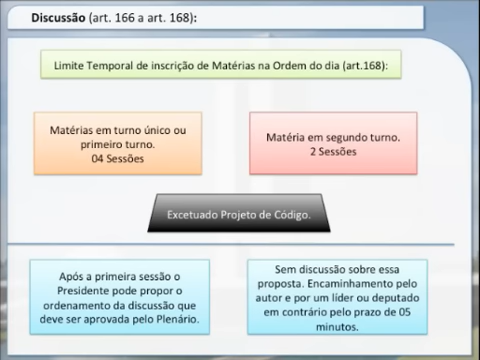 Discussão (art. 166 a art. 168):
Limite Temporal de inscrição de Matérias na Ordem do dia (art.168):
Matérias em turno único ou
primeiro turno.
04 Sessões
Matéria em segundo turno.
2 Sessões
Excetuado Projeto de Código.
Após a primeira sessão o
Presidente pode propor o
ordenamento da discussão que
deve ser aprovada pelo Plenário.
Sem discussão sobre essa
proposta. Encaminhamento pelo
autor e por um líder ou deputado
em contrário pelo prazo de 05
minutos.